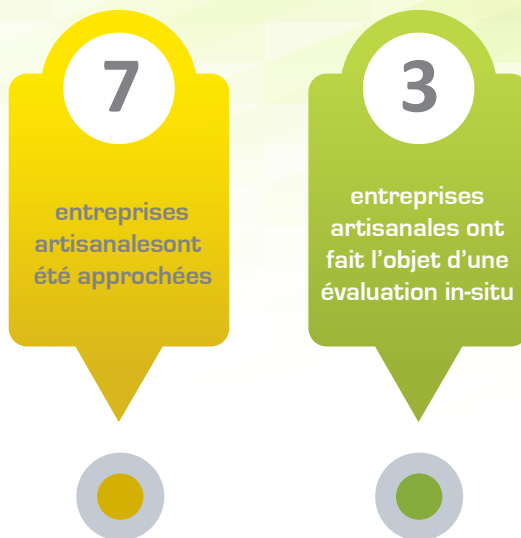 7
entreprises
artisanalesont
été approchées
3
entreprises
artisanales ont
fait l'objet d'une
évaluation in-situ